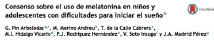 Consenso sobre el uso de melatonina en niños y
adolescentes con dificultades para iniciar el sueño
G. Pin Arboledas, M. Merino Andreu, T. de la Calle Cabrera,
M.I. Hidalgo Vicario, P.J. Rodríguez Hernández, V. Soto Insuga y J.A. Madrid Pérez